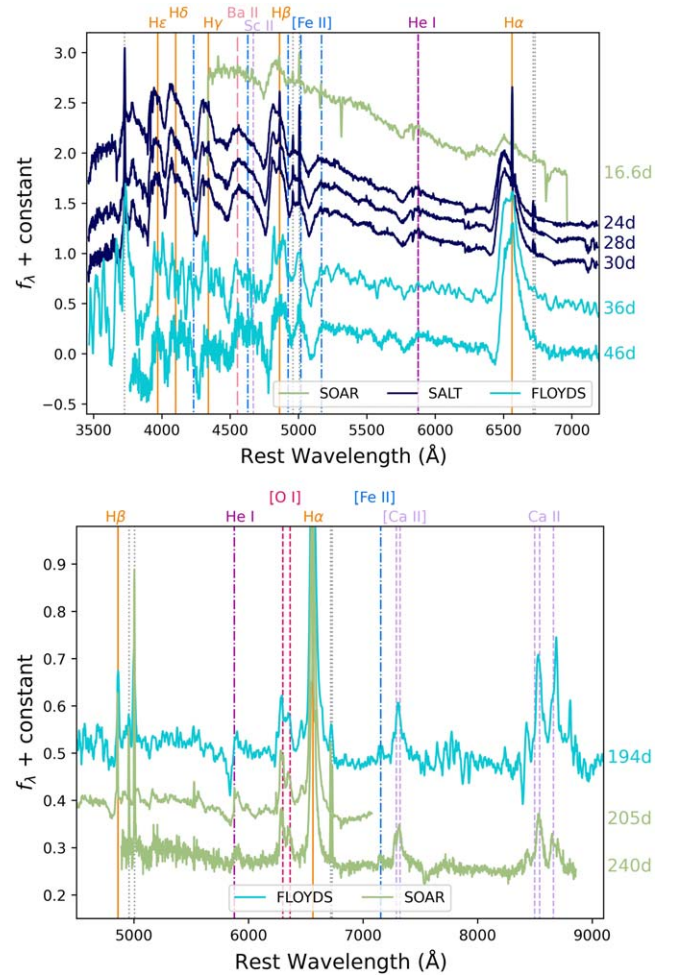 Ba II
Hδ Hβ
Hε Hγ Sc II [Fe II] He I Hα
3.0
2.5
2.0
1.5
1.0
0.5
0.0
−0.5
fλ + constant
16.6d
24d
28d
30d
36d
46d
SOAR SALT FLOYDS
3500 4000 4500 5000 5500 6000 6500 7000
Rest Wavelength (Å)
[O I] [Fe II]
Hβ He I Hα [Ca II] Ca II
0.9
0.8
0.7
0.6
0.5
0.4
0.3
0.2
fλ + constant
194d
205d
240d
FLOYDS SOAR
5000 6000 7000 8000 9000
Rest Wavelength (Å)